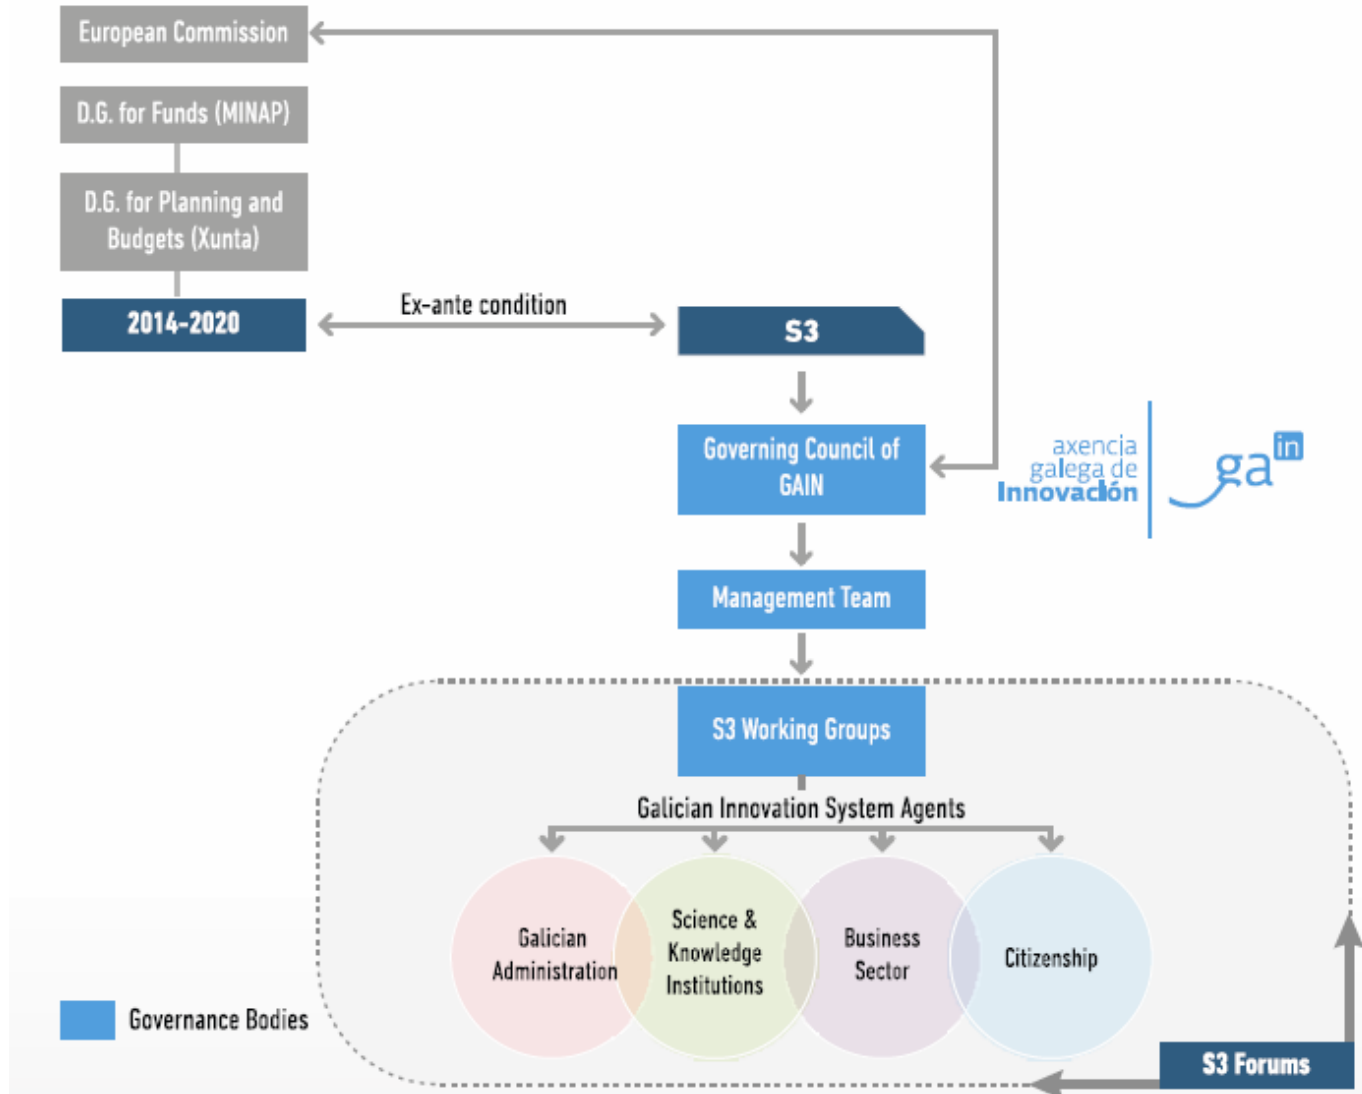 European Commission
D.G. for Funds (MINAP)
D.G. for Planning and
Budgets (Xunta)
2014-2020
Ex-ante condition
S3
Governing Council of
GAIN
axencia
galega de
Innovación
ga in
Management Team
S3 Working Groups
Galician Innovation System Agents
Galician
Administration
Science &
Knowledge
Institutions
Business
Sector
Citizenship
Governance Bodies
S3 Forums